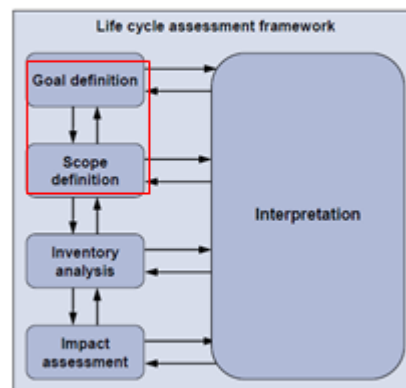 Life cycle assessment framework
Goal definition
Scope
definition
Interpretation
Inventory
analysis
Impact
assessment